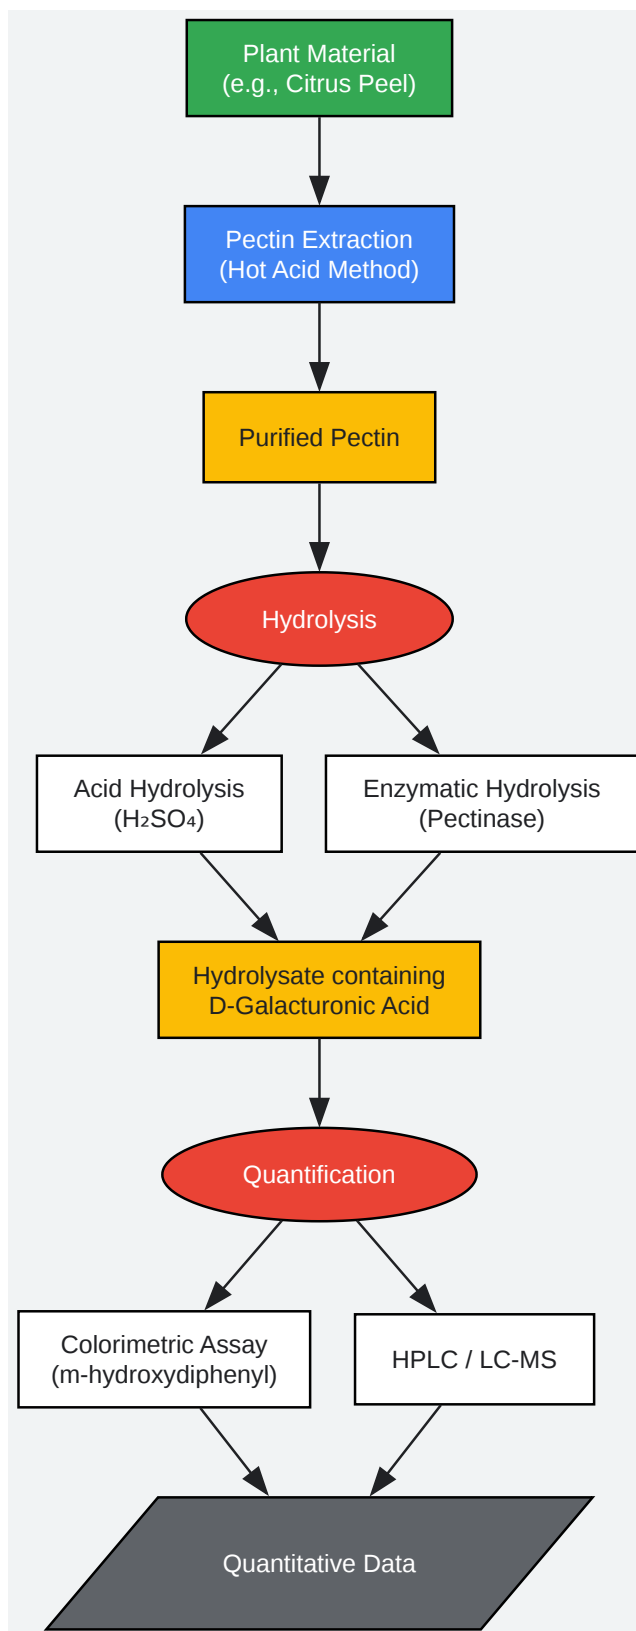 Plant Material
(e.g., Citrus Peel)
Pectin Extraction
(Hot Acid Method)
Purified Pectin
Hydrolysis
Acid Hydrolysis
(H₂SO₄)
Enzymatic Hydrolysis
(Pectinase)
Hydrolysate containing
D-Galacturonic Acid
Quantification
Colorimetric Assay
(m-hydroxydiphenyl)
HPLC / LC-MS
Quantitative Data